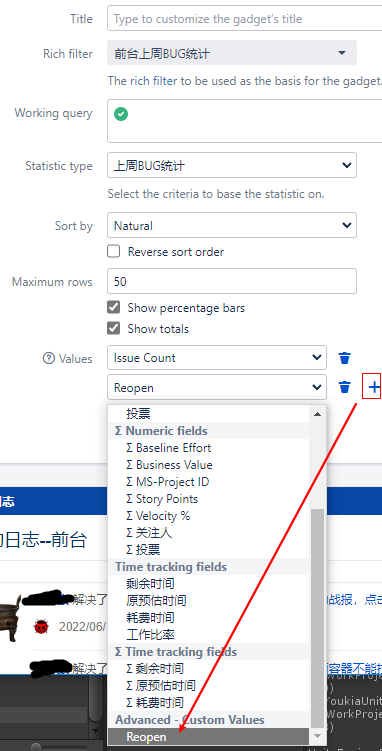 Title Type to customize the gadget's title
Rich filter 前台上周BUG统计
The rich filter to be used as the basis for the gadget.
Working query
Statistic type 上周BUG统计
Select the criteria to base the statistic on.
Sort by Natural
Reverse sort order
Maximum rows 50
Show percentage bars
Show totals
Values Issue Count
Reopen
投票
Σ Numeric fields
Σ Baseline Effort
Σ Business Value
Σ MS-Project ID
Σ Story Points
Σ Velocity %
Σ 关注人
Σ 投票
Time tracking fields
剩余时间
原预估时间
耗费时间
工作比率
Σ Time tracking fields
Σ 剩余时间
Σ 原预估时间
Σ 耗费时间
Advanced - Custom Values
Reopen
志
日志--前台
解决了
战报，点击
2022/06/
解决了
容器不能
WorkProje
YoukiaUnit
WorkProje